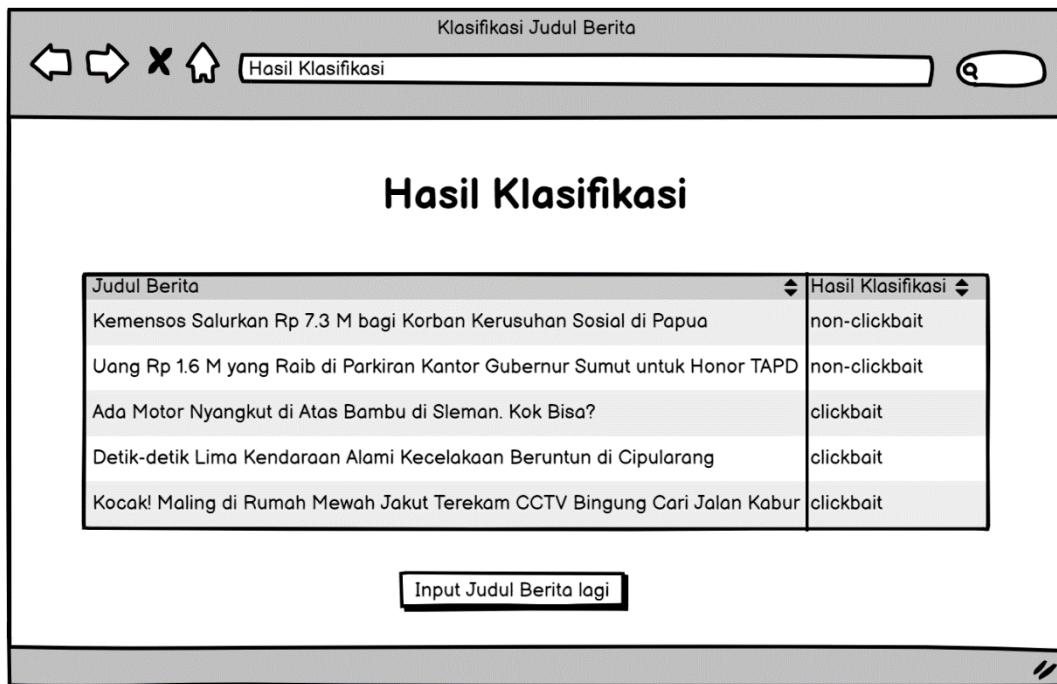 Klasifikasi Judul Berita
Hasil Klasifikasi
Hasil Klasifikasi
Judul Berita Hasil Klasifikasi
Kemensos Salurkan Rp 7.3 M bagi Korban Kerusuhan Sosial di Papua non-clickbait
Uang Rp 1.6 M yang Raib di Parkiran Kantor Gubernur Sumut untuk Honor TAPD non-clickbait
Ada Motor Nyangkut di Atas Bambu di Sleman. Kok Bisa? clickbait
Detik-detik Lima Kendaraan Alami Kecelakaan Beruntun di Cipularang clickbait
Kocak! Maling di Rumah Mewah Jakut Terekam CCTV Bingung Cari Jalan Kabur clickbait
Input Judul Berita lagi